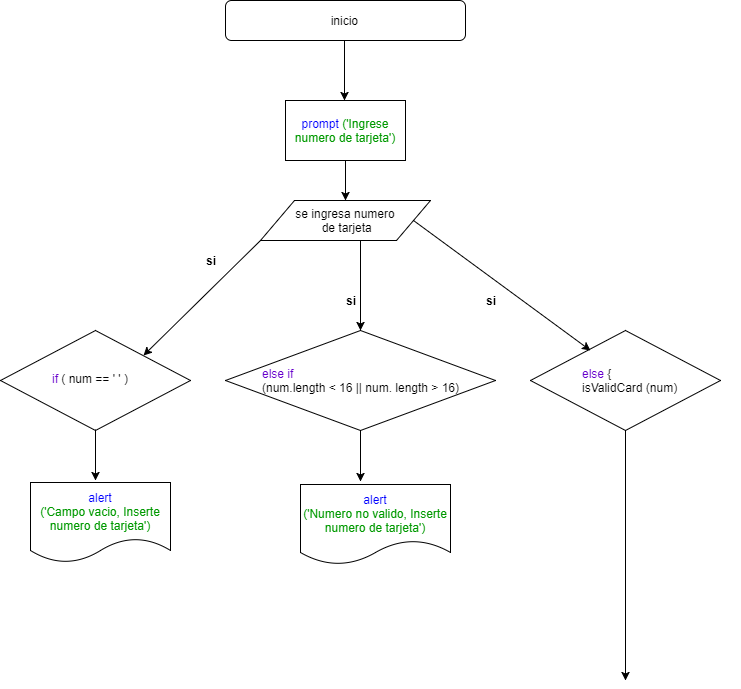 inicio
prompt ('Ingrese
numero de tarjeta')
se ingresa numero
de tarjeta
si
si
si
if ( num == ' ' )
else if
(num.length < 16 || num. length > 16)
else {
isValidCard (num)
alert
('Campo vacio, Inserte
numero de tarjeta')
alert
('Numero no valido, Inserte
numero de tarjeta')